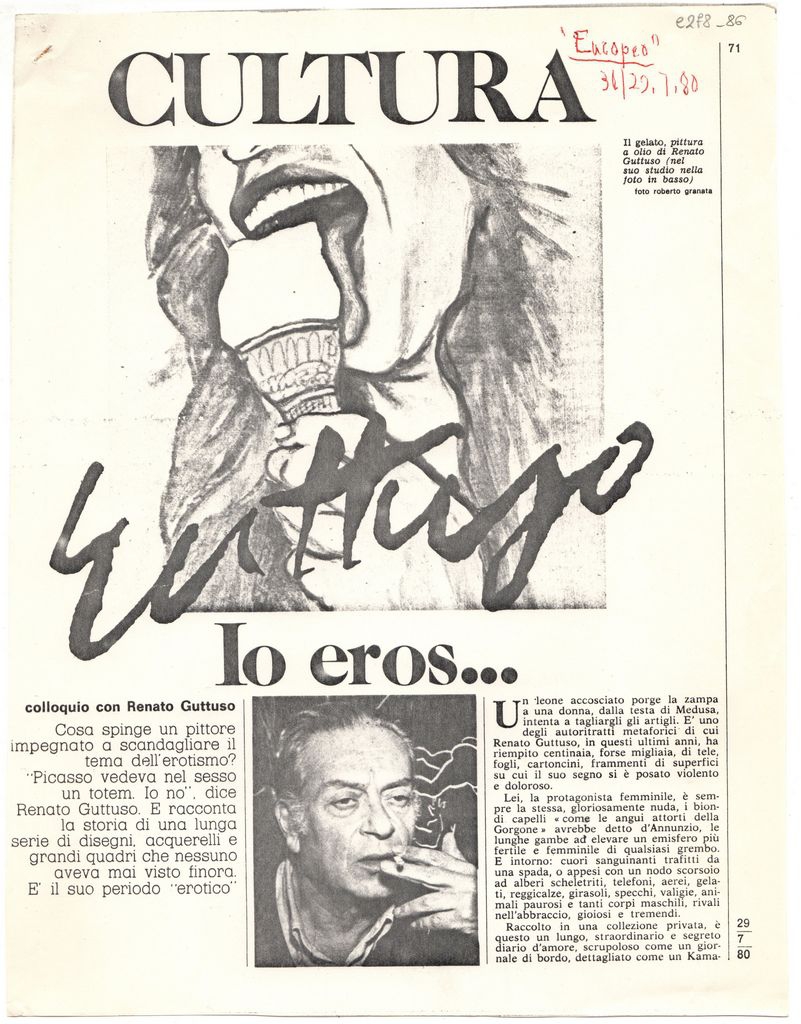 e2f8-86
"Europeo"
31/29.7.80
71
CULTURA
Il gelato, pittura
a olio di Renato
Guttuso (nel
suo studio nella
foto in basso)
foto roberto granata
Guttuso
Io eros...
colloquio con Renato Guttuso
Cosa spinge un pittore
impegnato a scandagliare il
tema dell'erotismo?
"Picasso vedeva nel sesso
un totem. Io no", dice
Renato Guttuso. E racconta
la storia di una lunga
serie di disegni, acquerelli e
grandi quadri che nessuno
aveva mai visto finora.
E' il suo periodo "erotico"
Un leone accosciato porge la zampa
a una donna, dalla testa di Medusa,
intenta a tagliargli gli artigli. E' uno
degli autoritratti metaforici di cui
Renato Guttuso, in questi ultimi anni, ha
riempito centinaia, forse migliaia, di tele,
fogli, cartoncini, frammenti di superfici
su cui il suo segno si è posato violento
e doloroso.
Lei, la protagonista femminile, è sem-
pre la stessa, gloriosamente nuda, i bion-
di capelli «come le angui attorti della
Gorgone» avrebbe detto d'Annunzio, le
lunghe gambe ad elevare un emisfero più
fertile e femminile di qualsiasi grembo.
E intorno: cuori sanguinanti trafitti da
una spada, o appesi con un nodo scorsoio
ad alberi scheletriti, telefoni, aerei, gela-
ti, reggicalze, girasoli, specchi, valigie, ani-
mali paurosi e tanti corpi maschili, rivali
nell'abbraccio, gioiosi e tremendi.
Raccolto in una collezione privata, è
questo un lungo, straordinario e segreto
diario d'amore, scrupoloso come un gior-
nale di bordo, dettagliato come un Kama-
29
7
80